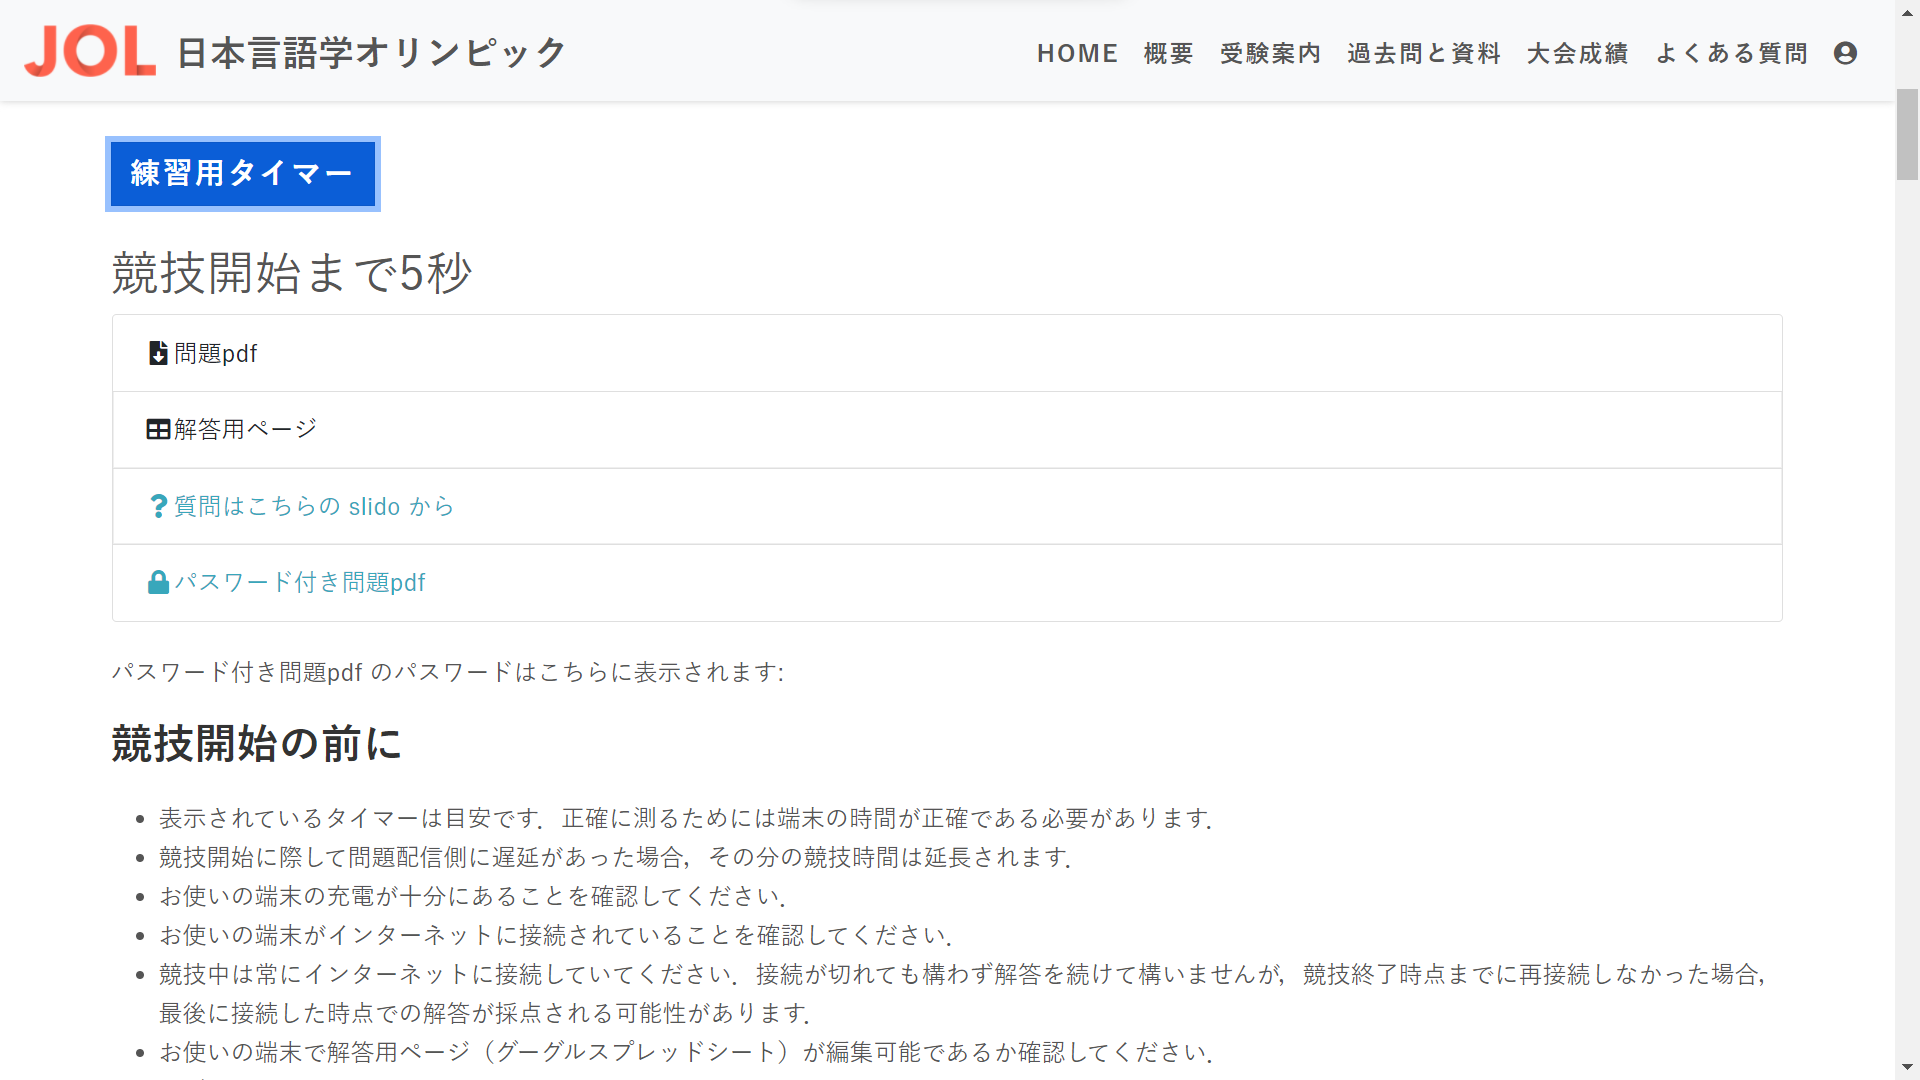 JOL 日本言語学オリンピック
HOME 概要 受験案内 過去問と資料 大会成績 よくある質問
練習用タイマー
競技開始まで5秒
問題pdf
解答用ページ
質問はこちらの slido から
パスワード付き問題pdf
パスワード付き問題pdf のパスワードはこちらに表示されます:
競技開始の前に
表示されているタイマーは目安です．正確に測るためには端末の時間が正確である必要があります．
競技開始に際して問題配信側に遅延があった場合，その分の競技時間は延長されます．
お使いの端末の充電が十分にあることを確認してください．
お使いの端末がインターネットに接続されていることを確認してください．
競技中は常にインターネットに接続していてください．接続が切れても構わず解答を続けて構いませんが，競技終了時点までに再接続しなかった場合，
最後に接続した時点での解答が採点される可能性があります．
お使いの端末で解答用ページ（グーグルスプレッドシート）が編集可能であるか確認してください．